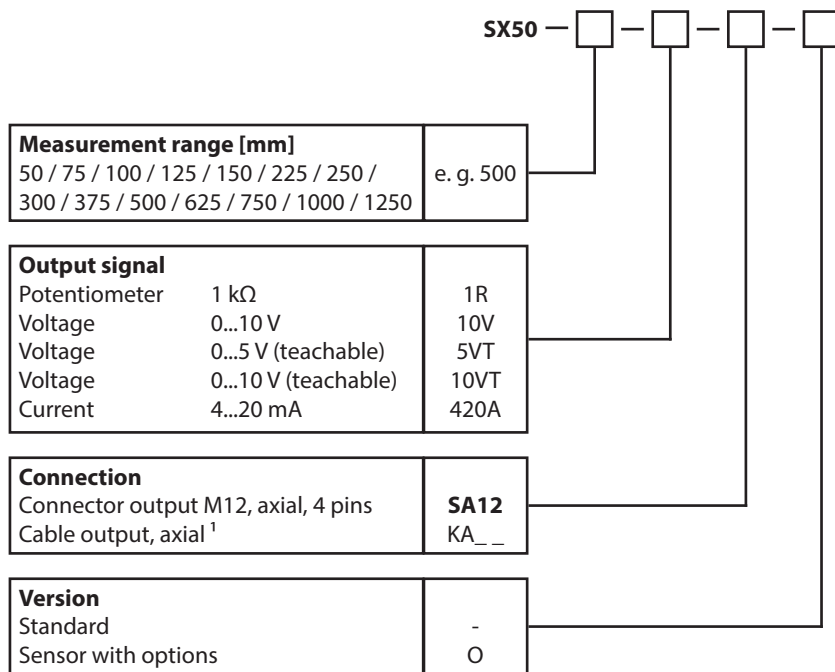 SX50 — — — —
Measurement range [mm]
50 / 75 / 100 / 125 / 150 / 225 / 250 / e. g. 500
300 / 375 / 500 / 625 / 750 / 1000 / 1250
Output signal
Potentiometer 1 kΩ 1R
Voltage 0...10 V 10V
Voltage 0...5 V (teachable) 5VT
Voltage 0...10 V (teachable) 10VT
Current 4...20 mA 420A
Connection
Connector output M12, axial, 4 pins SA12
Cable output, axial ¹ KA_ _
Version
Standard -
Sensor with options O